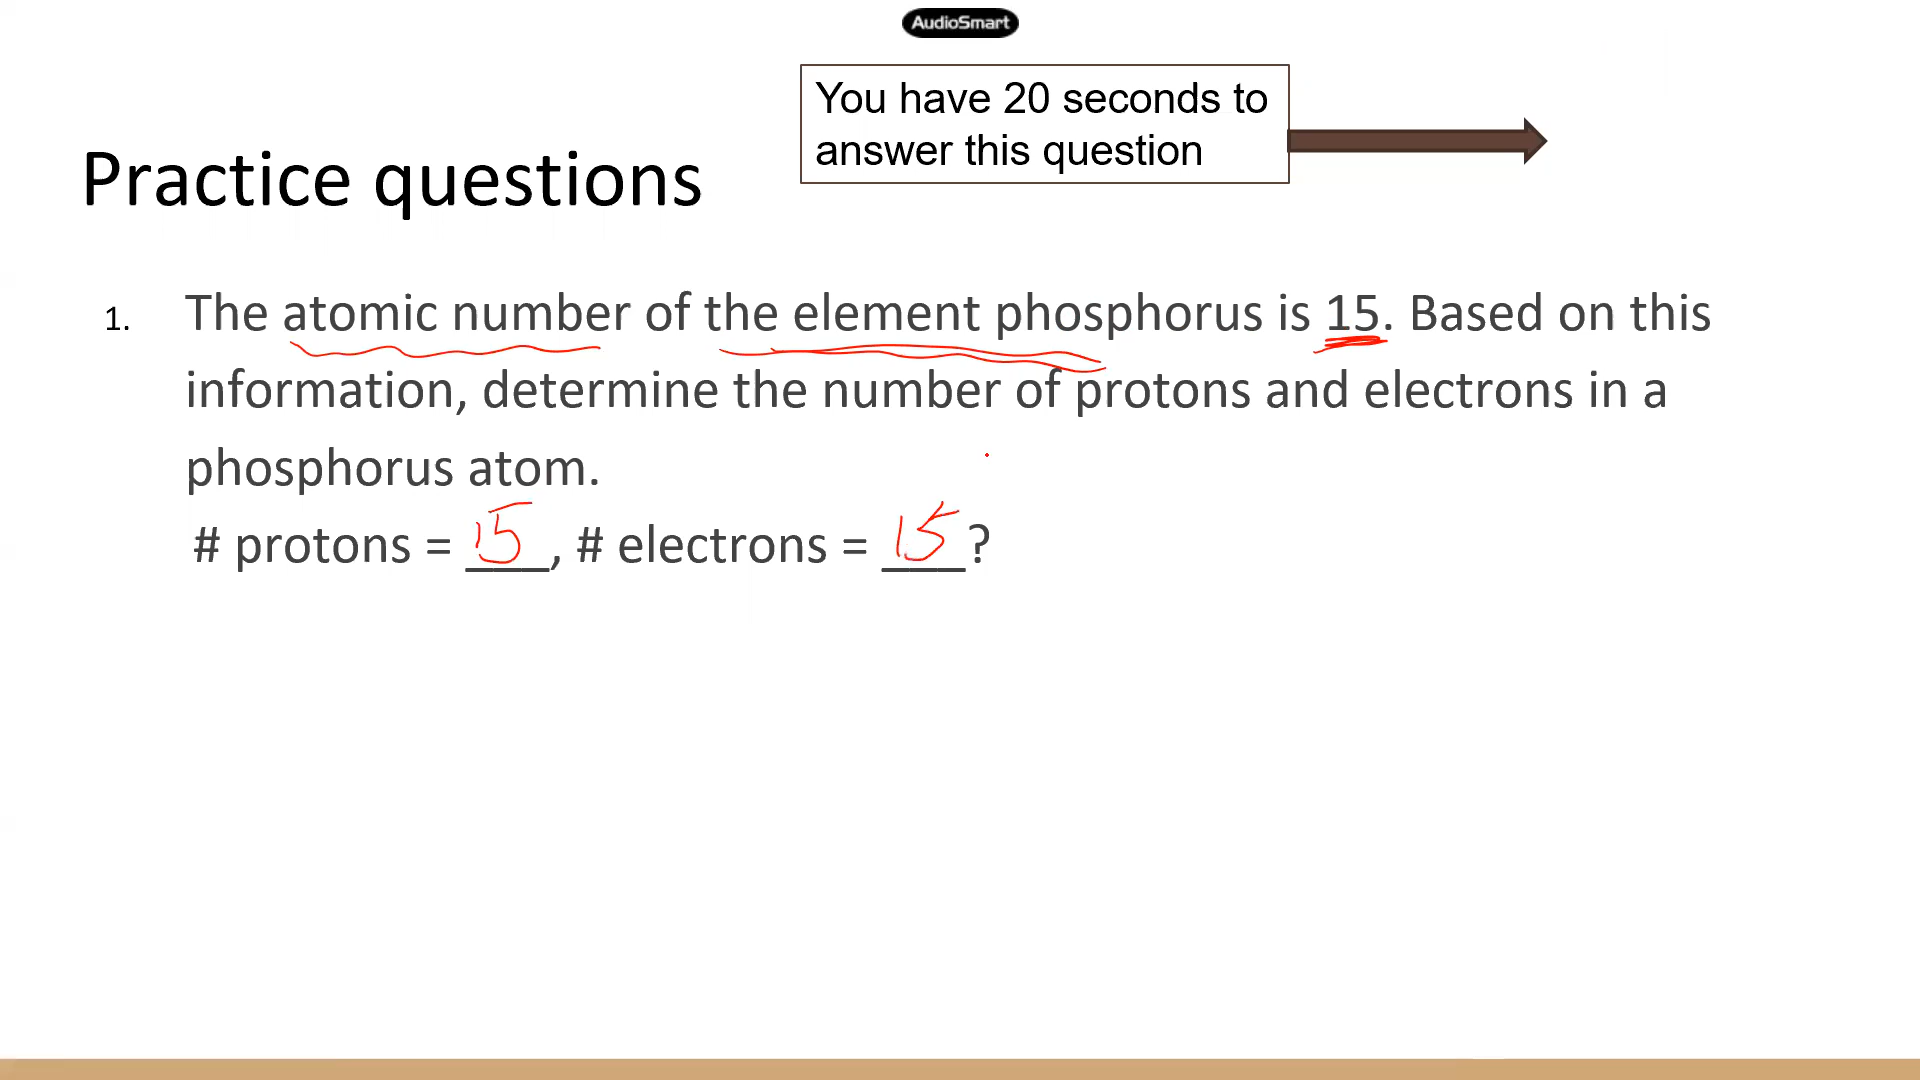 AudioSmart
You have 20 seconds to
answer this question
Practice questions
1. The atomic number of the element phosphorus is 15. Based on this
information, determine the number of protons and electrons in a
phosphorus atom.
# protons = 15, # electrons = 15?